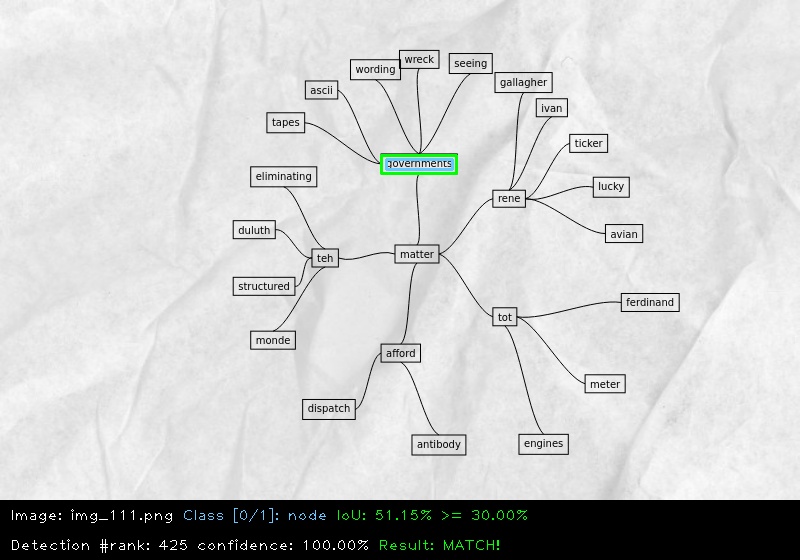 wreck
seeing
wording
gallagher
ascii
ivan
tapes
ticker
governments
eliminating
lucky
rene
duluth
avian
matter
teh
structured
ferdinand
tot
monde
afford
meter
dispatch
antibody
engines
Image: img_111.png Class [0/1]: node IoU: 51.15% >= 30.00%
Detection #rank: 425 confidence: 100.00% Result: MATCH!